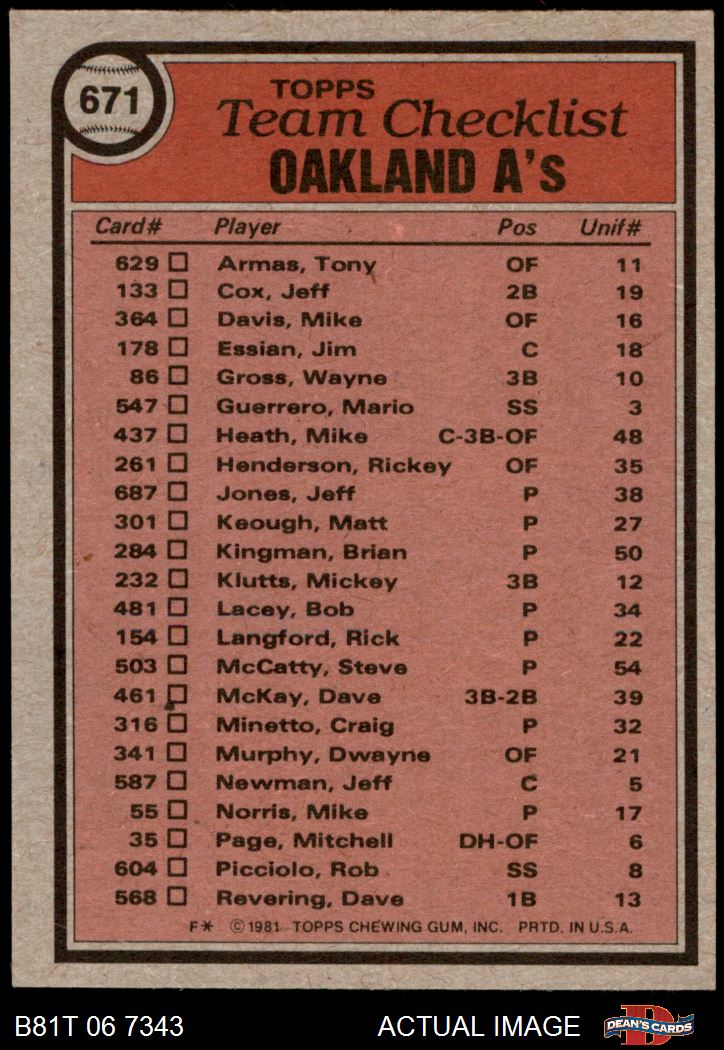 671
TOPPS
Team Checklist
OAKLAND A's
Card# Player Pos Unif#
629 Armas, Tony OF 11
133 Cox, Jeff 2B 19
364 Davis, Mike OF 16
178 Essian, Jim C 18
86 Gross, Wayne 3B 10
547 Guerrero, Mario SS 3
437 Heath, Mike C-3B-OF 48
261 Henderson, Rickey OF 35
687 Jones, Jeff P 38
301 Keough, Matt P 27
284 Kingman, Brian P 50
232 Klutts, Mickey 3B 12
481 Lacey, Bob P 34
154 Langford, Rick P 22
503 McCatty, Steve P 54
461 McKay, Dave 3B-2B 39
316 Minetto, Craig P 32
341 Murphy, Dwayne OF 21
587 Newman, Jeff C 5
55 Norris, Mike P 17
35 Page, Mitchell DH-OF 6
604 Picciolo, Rob SS 8
568 Revering, Dave 1B 13
F* ©1981 TOPPS CHEWING GUM, INC. PRTD. IN U.S.A.
B81T 06 7343 ACTUAL IMAGE D DEAN'S CARDS